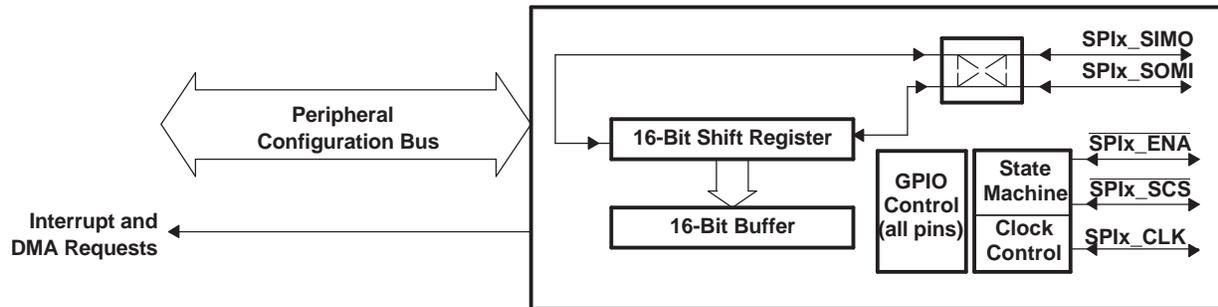 SPIx_SIMO
SPIx_SOMI
Peripheral
Configuration Bus
16-Bit Shift Register
SPIx_ENA
State
Machine
GPIO
Control
(all pins)
SPIx_SCS
Interrupt and
DMA Requests
16-Bit Buffer
Clock
Control
SPIx_CLK